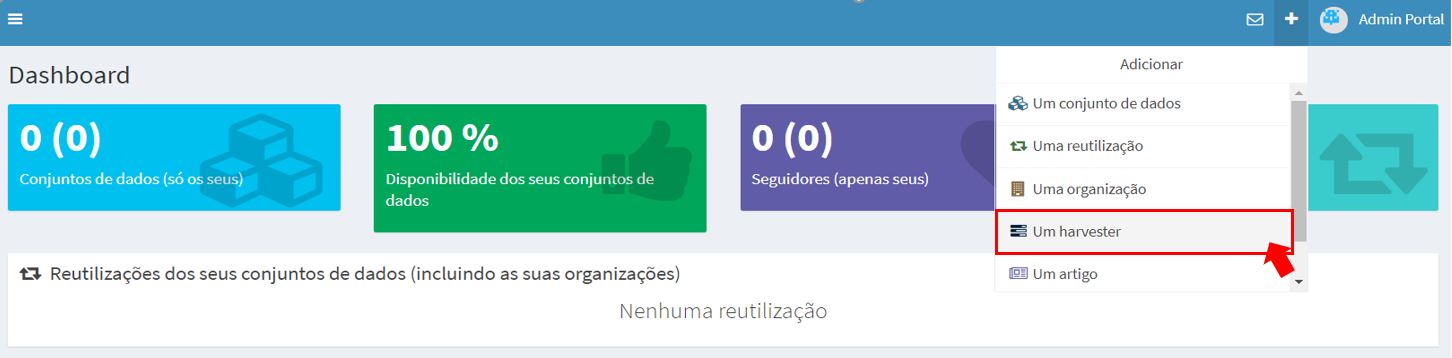 Admin Portal
Dashboard
Adicionar
Um conjunto de dados
Uma reutilização
Uma organização
Um harvester
Um artigo
0 (0)
Conjuntos de dados (só os seus)
100 %
Disponibilidade dos seus conjuntos de
dados
0 (0)
Seguidores (apenas seus)
Reutilizações dos seus conjuntos de dados (incluindo as suas organizações)
Nenhuma reutilização